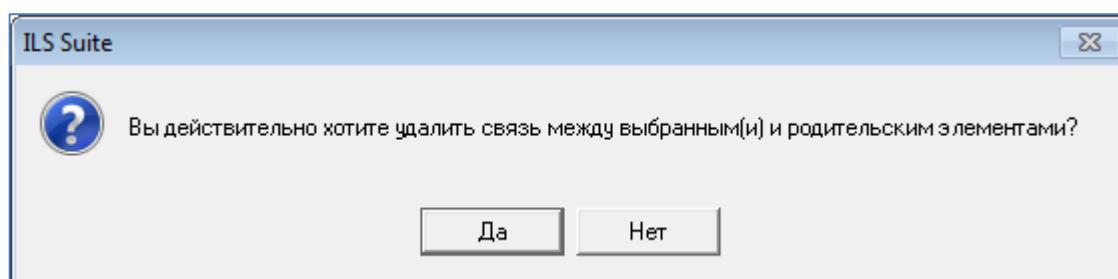 ILS Suite
Вы действительно хотите удалить связь между выбранным(и) и родительским элементами?
Да
Нет